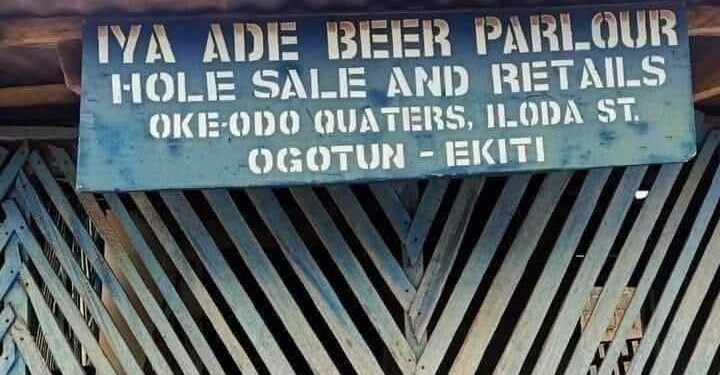 IYA ADE BEER PARLOUR
HOLE SALE AND RETAILS
OKE-ODO QUATERS, ILODA ST.
OGOTUN - EKITI